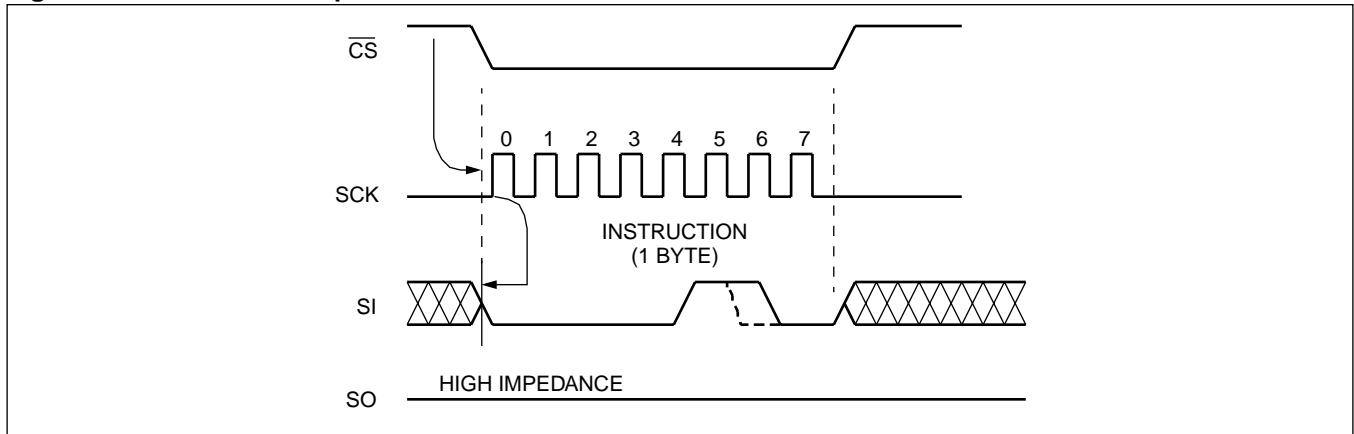 CS
0 1 2 3 4 5 6 7
SCK
INSTRUCTION
(1 BYTE)
SI
HIGH IMPEDANCE
SO